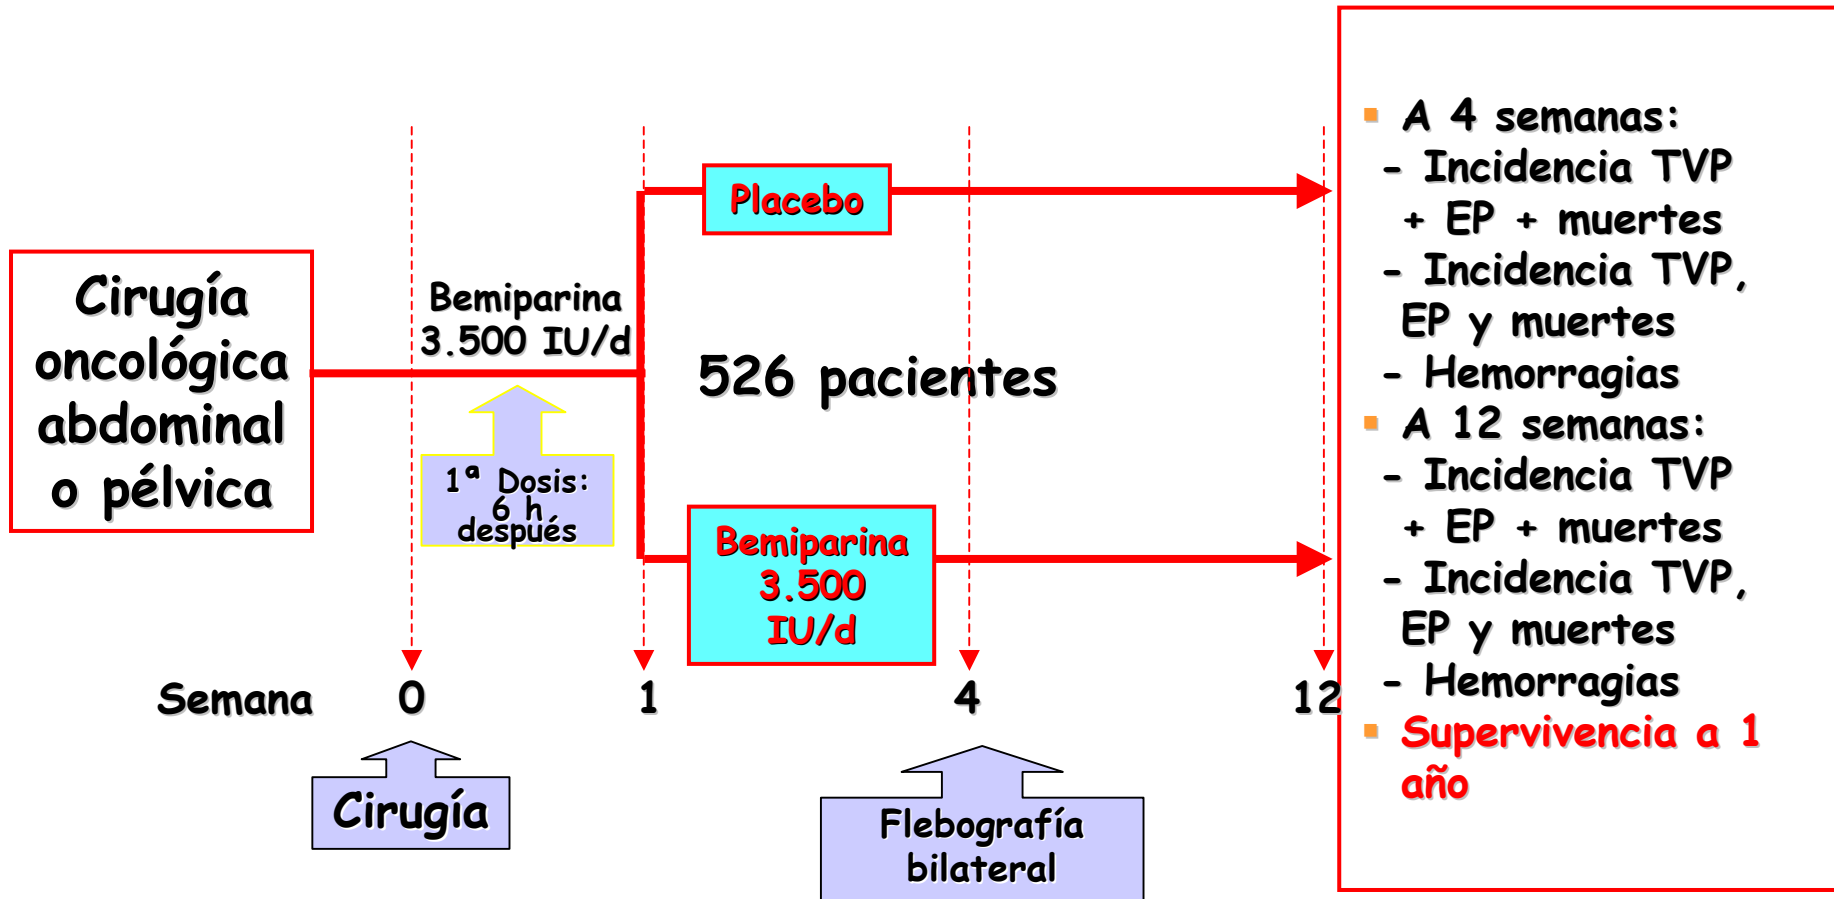 Cirugía
oncológica
abdominal
o pélvica
Bemiparina
3.500 IU/d
1ª Dosis:
6 h
después
Placebo
526 pacientes
Bemiparina
3.500
IU/d
Semana 0 1 4 12
Cirugía
Flebografía
bilateral
A 4 semanas:
- Incidencia TVP
+ EP + muertes
- Incidencia TVP,
EP y muertes
- Hemorragias
A 12 semanas:
- Incidencia TVP
+ EP + muertes
- Incidencia TVP,
EP y muertes
- Hemorragias
Supervivencia a 1
año